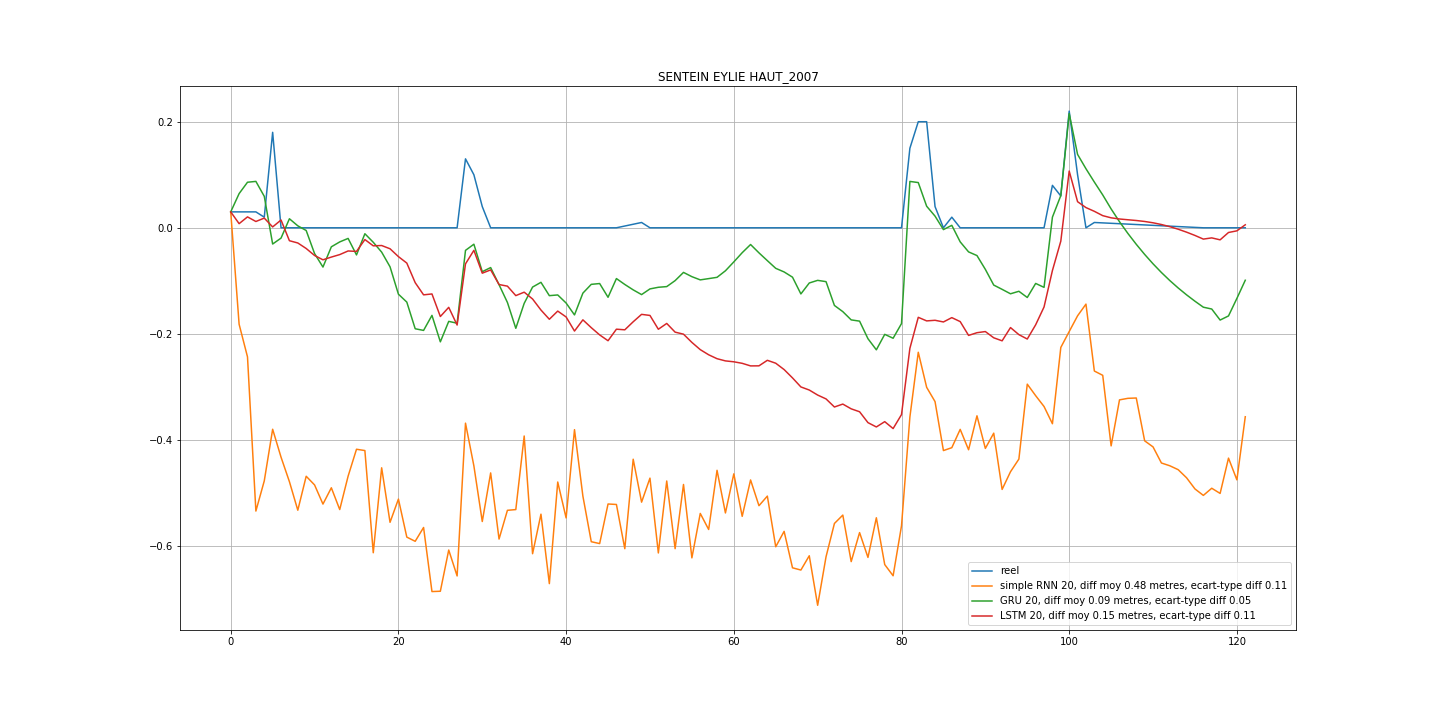 SENTEIN EYLIE HAUT_2007
0.2
0.0
−0.2
−0.4
−0.6
0 20 40 60 80 100 120
reel
simple RNN 20, diff moy 0.48 metres, ecart-type diff 0.11
GRU 20, diff moy 0.09 metres, ecart-type diff 0.05
LSTM 20, diff moy 0.15 metres, ecart-type diff 0.11